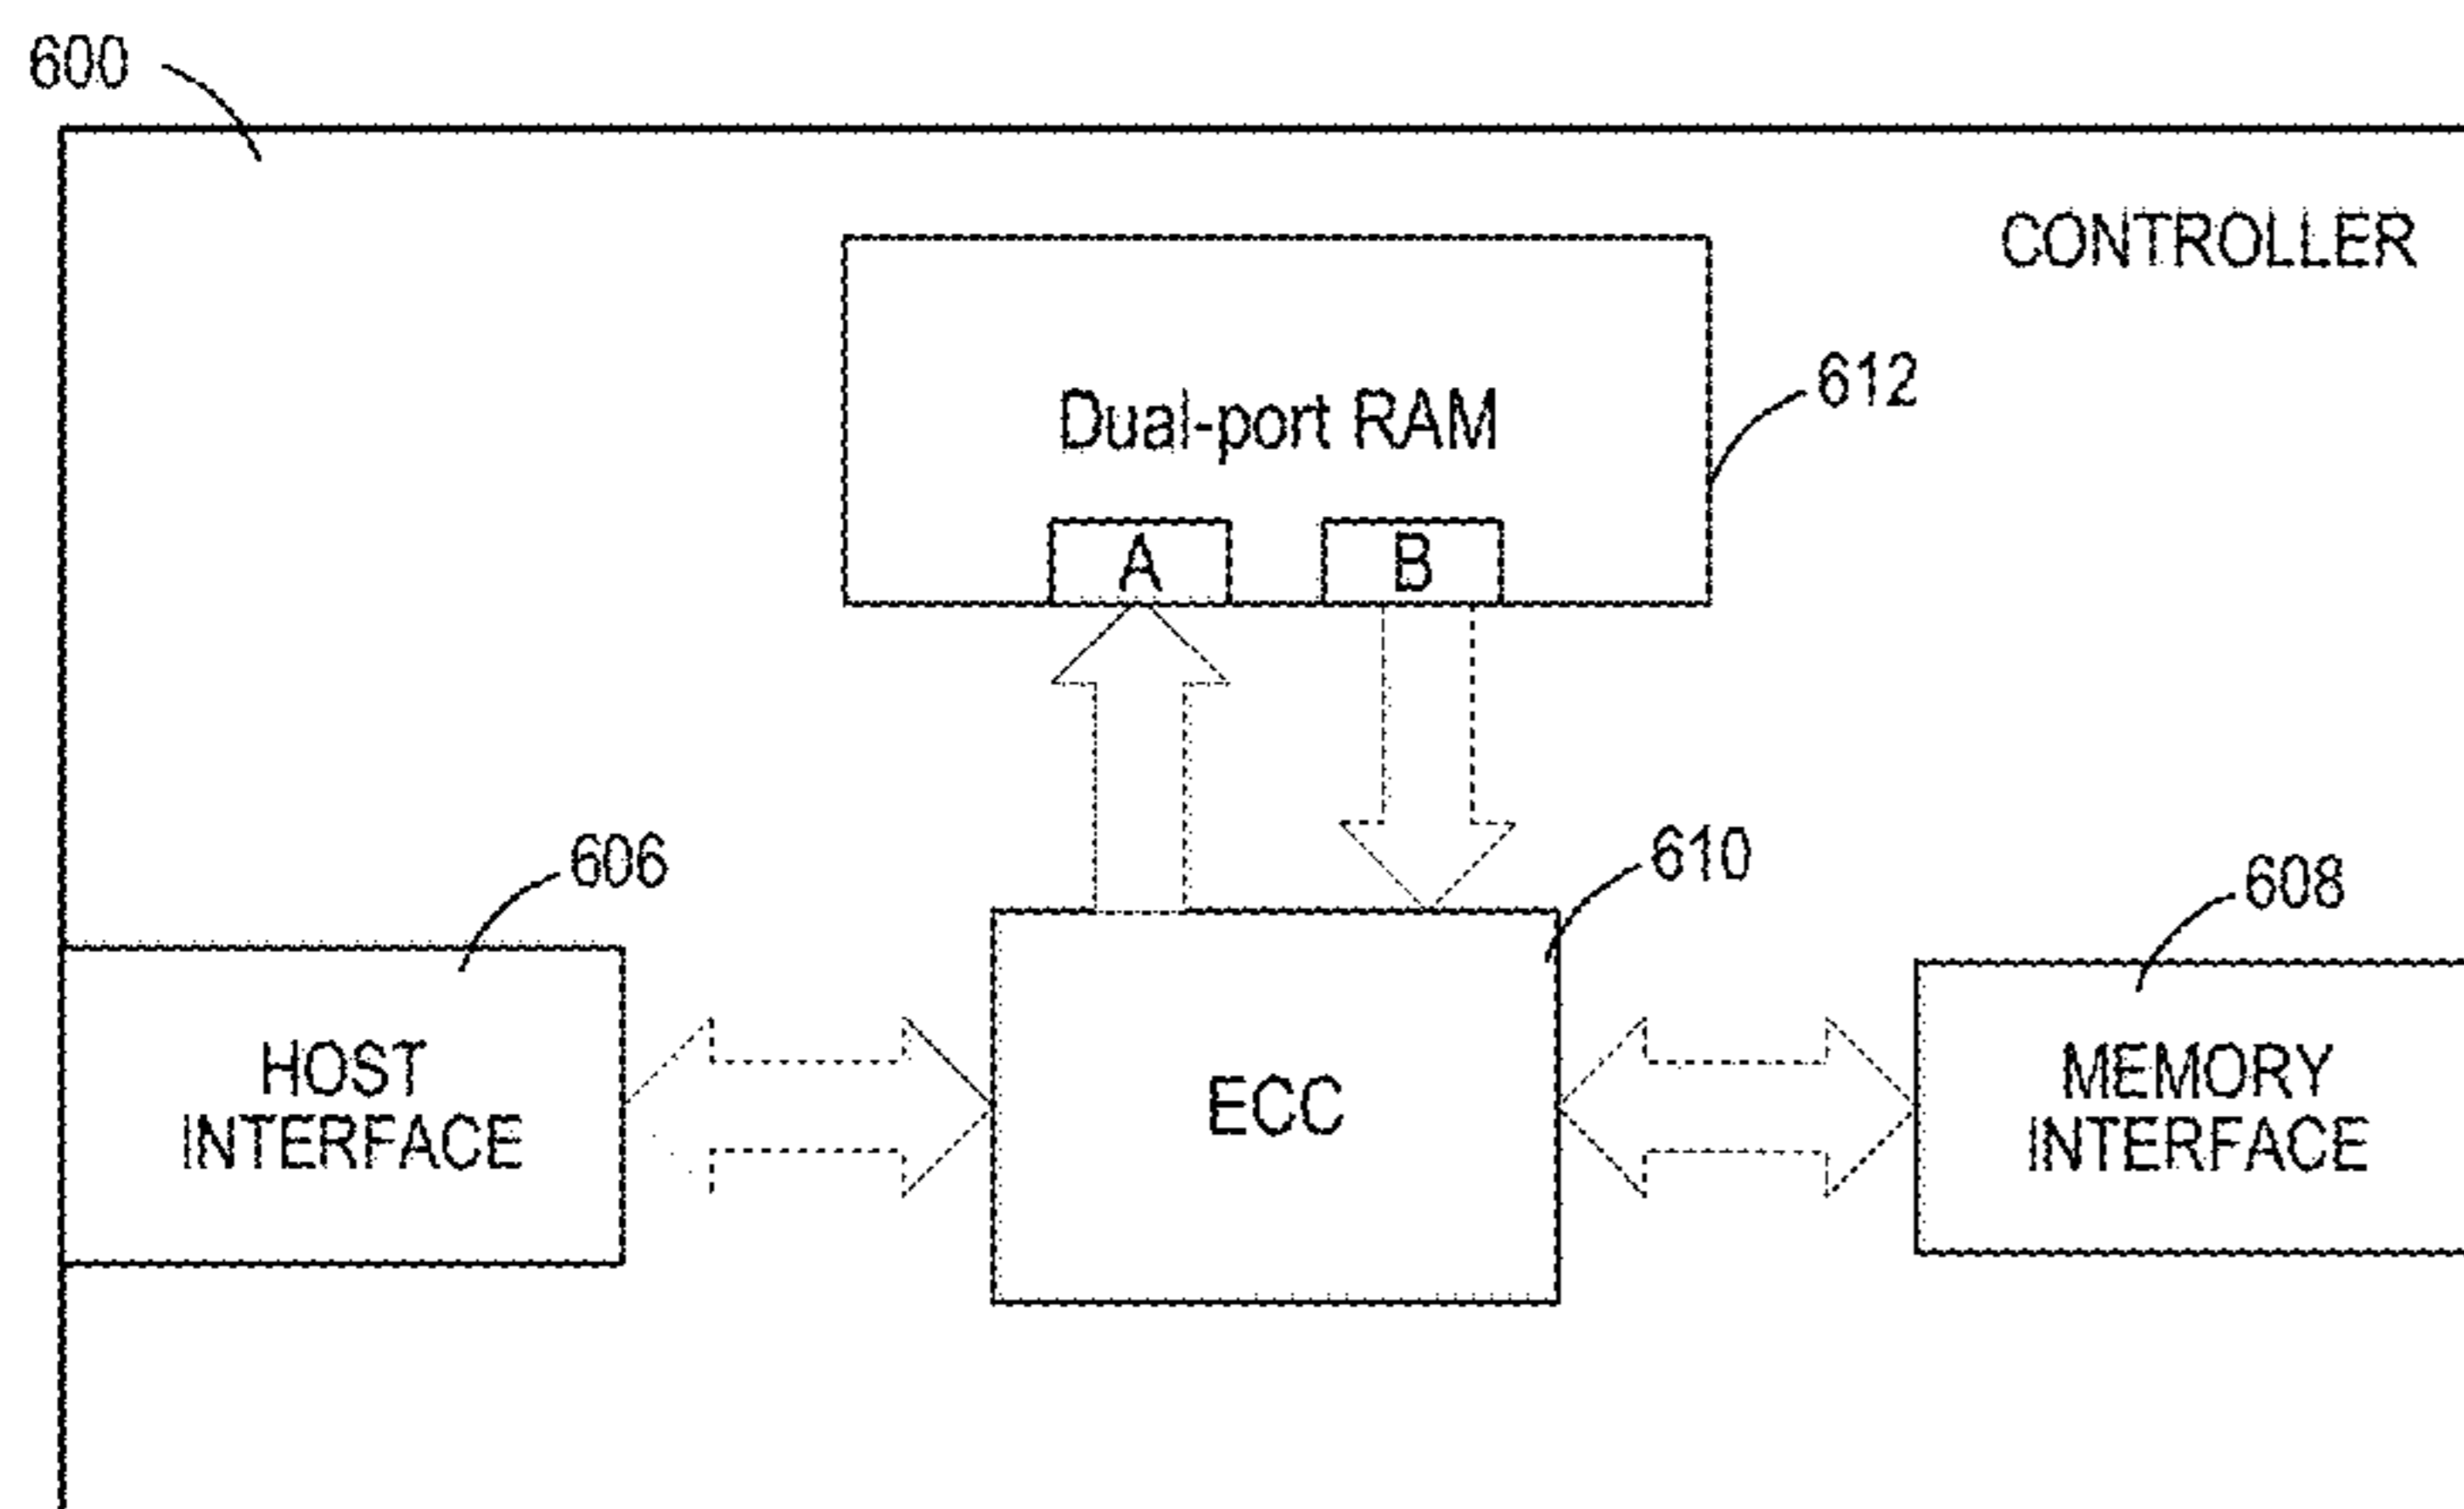 600
CONTROLLER
612
Dual-port RAM
A
B
606
610
608
HOST
INTERFACE
ECC
MEMORY
INTERFACE